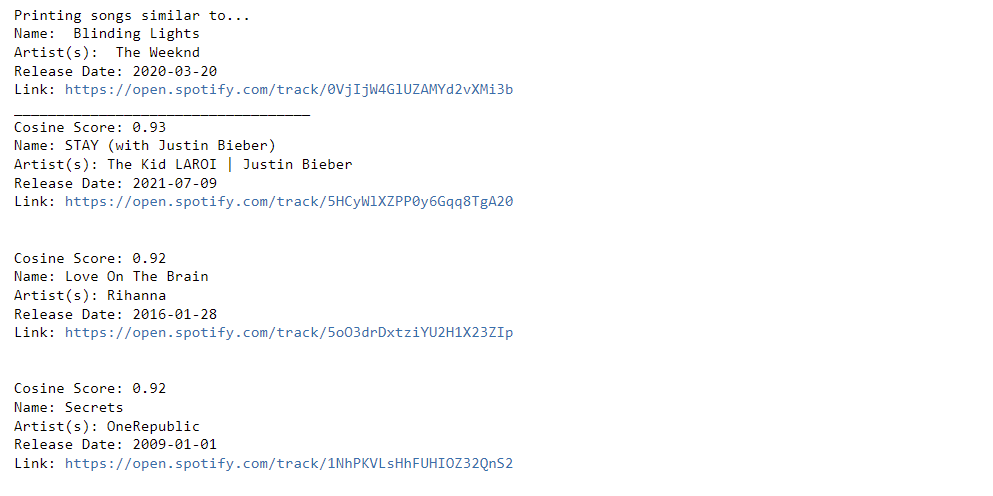 Printing songs similar to...
Name:  Blinding Lights
Artist(s):  The Weeknd
Release Date: 2020-03-20
Link: https://open.spotify.com/track/0VjIjW4GlUZAMYd2vXMi3b
___________________________________
Cosine Score: 0.93
Name: STAY (with Justin Bieber)
Artist(s): The Kid LAROI | Justin Bieber
Release Date: 2021-07-09
Link: https://open.spotify.com/track/5HCyWlXZPP0y6Gqq8TgA20
Cosine Score: 0.92
Name: Love On The Brain
Artist(s): Rihanna
Release Date: 2016-01-28
Link: https://open.spotify.com/track/5oO3drDxtziYU2H1X23ZIp
Cosine Score: 0.92
Name: Secrets
Artist(s): OneRepublic
Release Date: 2009-01-01
Link: https://open.spotify.com/track/1NhPKVLsHhFUHIOZ32QnS2